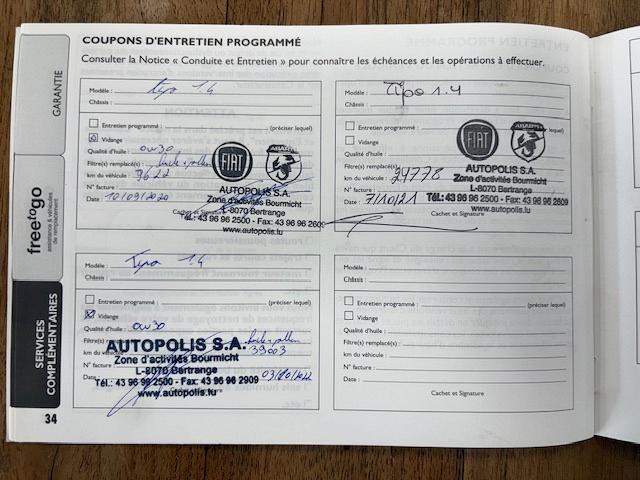 COUPONS D'ENTRETIEN PROGRAMMÉ
Consulter la Notice « Conduite et Entretien » pour connaître les échéances et les opérations à effectuer.
GARANTIE
freetogo
assistance & véhicules
de remplacement
SERVICES
COMPLÉMENTAIRES
Modèle : Tipo 1.4
Châssis :
Entretien programmé : (préciser lequel)
Vidange
Qualité d'huile : 0W30
Filtre(s) remplacé(s) :
km du véhicule : 9622
N° facture :
Date : 10/09/2020
Cachet et Signature
FIAT
ABARTH
AUTOPOLIS S.A.
Zone d'activités Bourmicht
L-8070 Bertrange
Tél.: 43 96 96 2500 - Fax: 43 96 96 2909
www.autopolis.lu
Modèle : Tipo 1.4
Châssis :
Entretien programmé : (préciser lequel)
Vidange
Qualité d'huile :
Filtre(s) remplacé(s) :
km du véhicule : 24778
N° facture :
Date : 7/10/21
Cachet et Signature
FIAT
ABARTH
AUTOPOLIS S.A.
Zone d'activités Bourmicht
L-8070 Bertrange
Tél.: 43 96 96 2500 - Fax: 43 96 96 2909
www.autopolis.lu
Modèle : Tipo 1.4
Châssis :
Entretien programmé : (préciser lequel)
Vidange
Qualité d'huile : 0W30
Filtre(s)
km du 39003
N° facture
Date : 03/10/2022
AUTOPOLIS S.A.
Zone d'activités Bourmicht
L-8070 Bertrange
Tél.: 43 96 96 2500 - Fax: 43 96 96 2909
www.autopolis.lu
Modèle :
Châssis :
Entretien programmé : (préciser lequel)
Vidange
Qualité d'huile :
Filtre(s) remplacé(s) :
km du véhicule :
N° facture :
Date :
Cachet et Signature
34